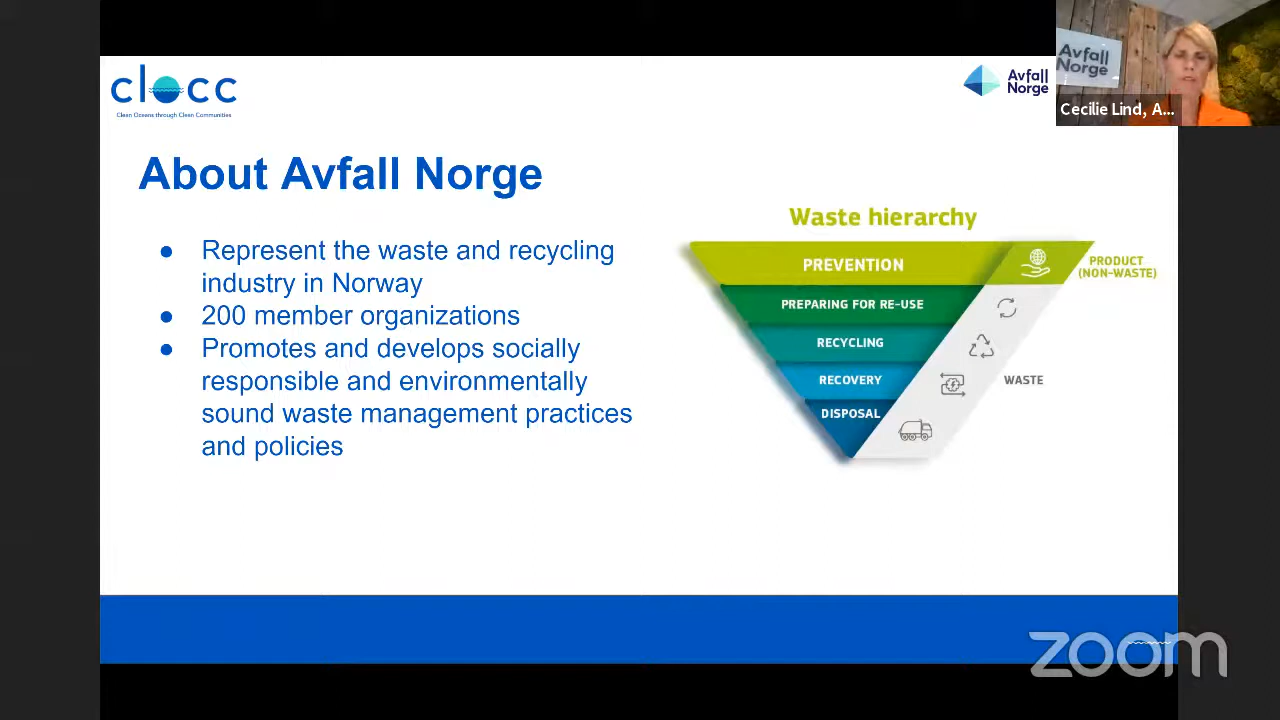 clocc
Clean Oceans through Clean Communities
Avfall
Norge
Avfall
Norge
Cecilie Lind, A...
About Avfall Norge
● Represent the waste and recycling
industry in Norway
● 200 member organizations
● Promotes and develops socially
responsible and environmentally
sound waste management practices
and policies
Waste hierarchy
PREVENTION
PRODUCT
(NON-WASTE)
PREPARING FOR RE-USE
RECYCLING
RECOVERY
WASTE
DISPOSAL
zoom